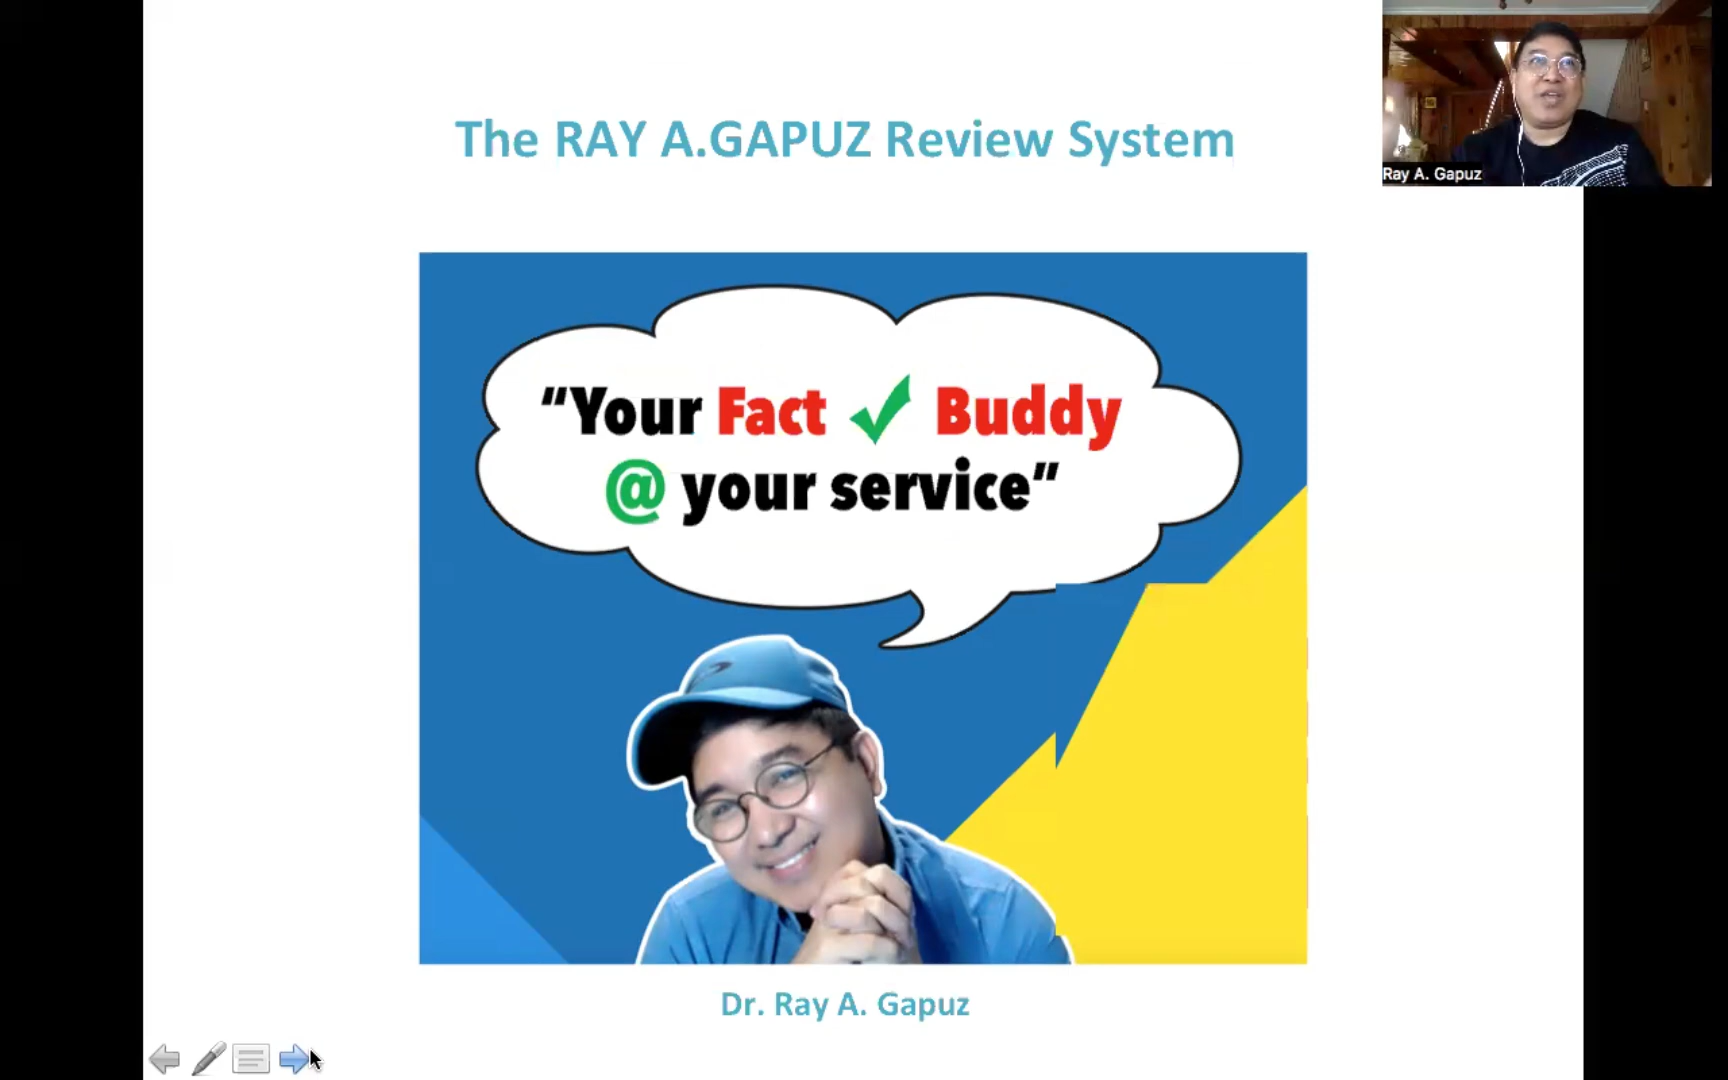 The RAY A.GAPUZ Review System
Ray A. Gapuz
“Your Fact ✓ Buddy
@ your service”
Dr. Ray A. Gapuz